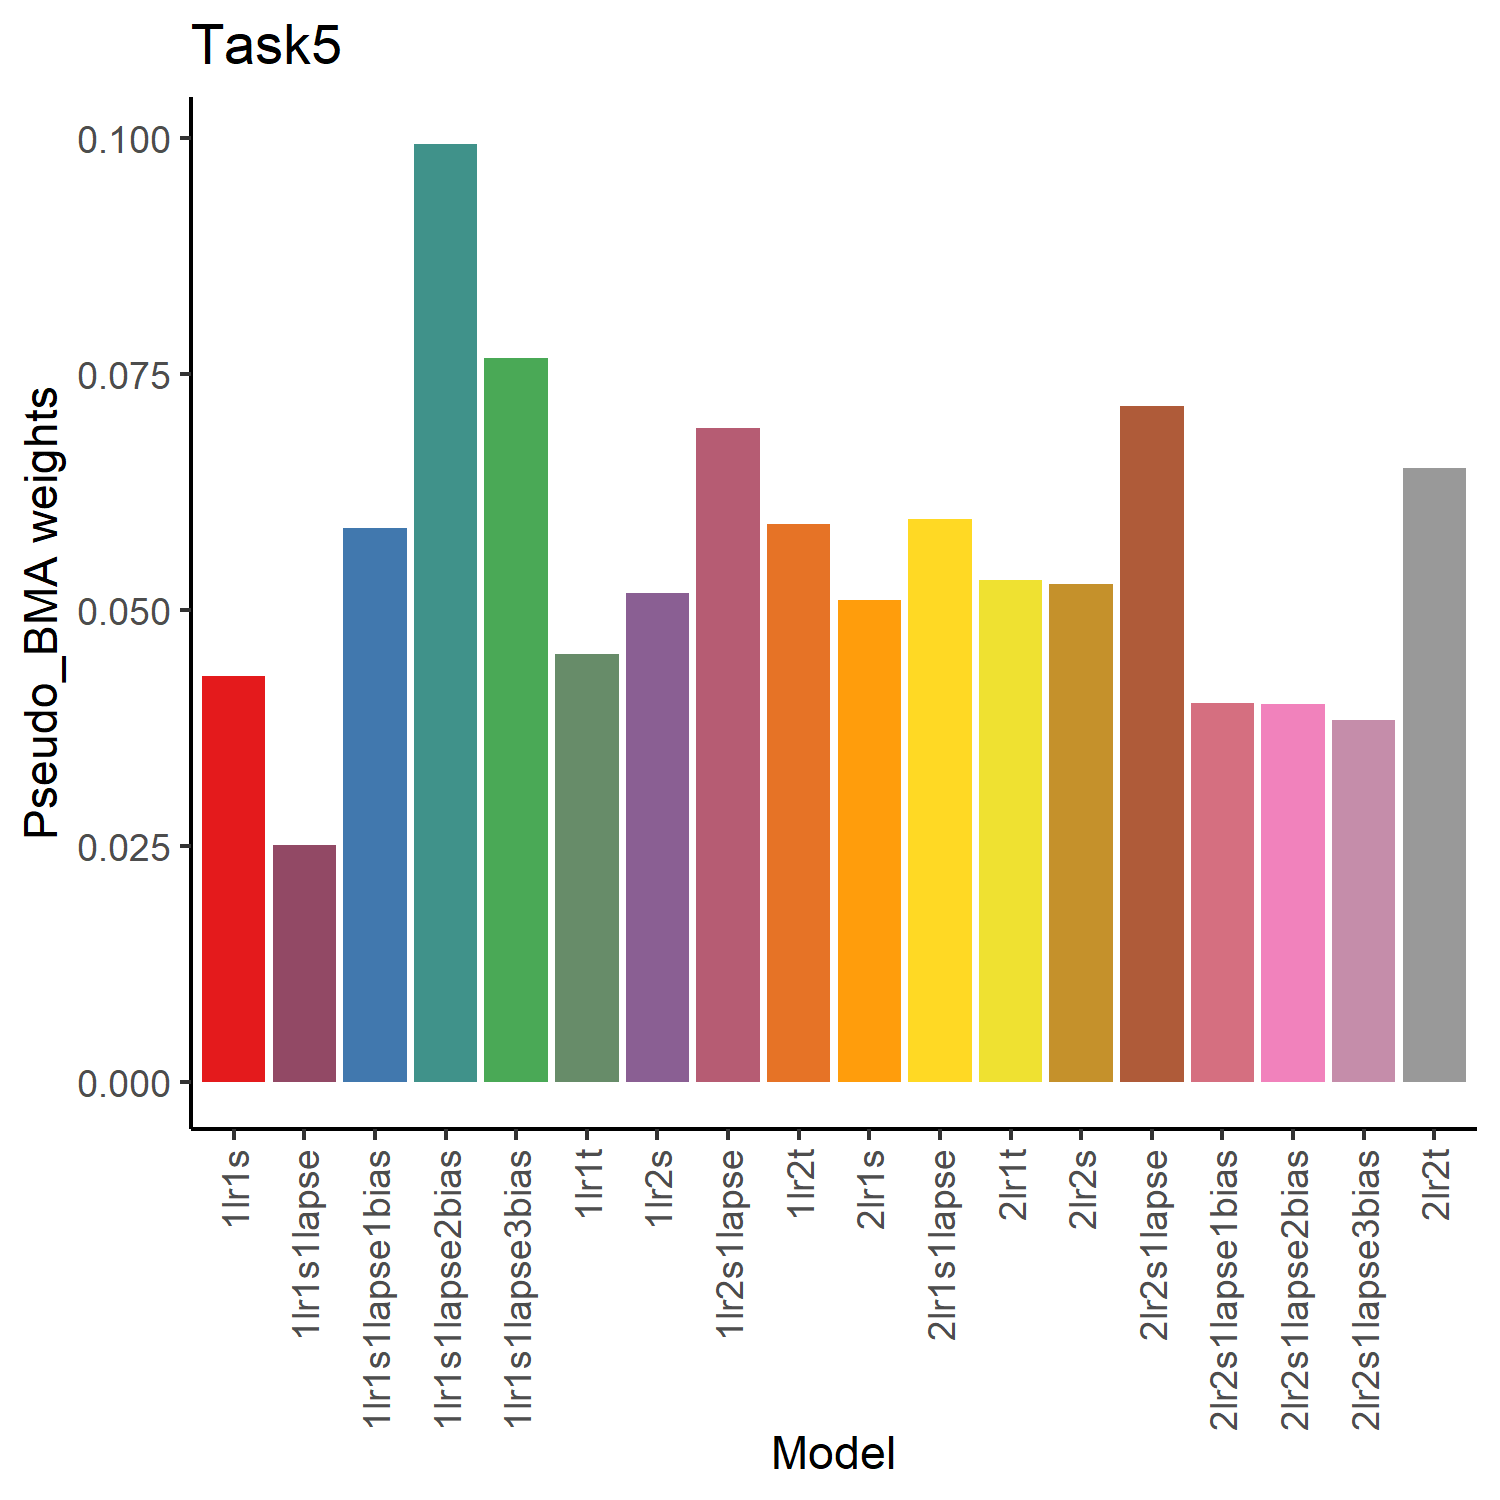 Task5
Pseudo_BMA weights
0.100
0.075
0.050
0.025
0.000
1lr1s
1lr1s1lapse
1lr1s1lapse1bias
1lr1s1lapse2bias
1lr1s1lapse3bias
1lr1t
1lr2s
1lr2s1lapse
1lr2t
2lr1s
2lr1s1lapse
2lr1t
2lr2s
2lr2s1lapse
2lr2s1lapse1bias
2lr2s1lapse2bias
2lr2s1lapse3bias
2lr2t
Model